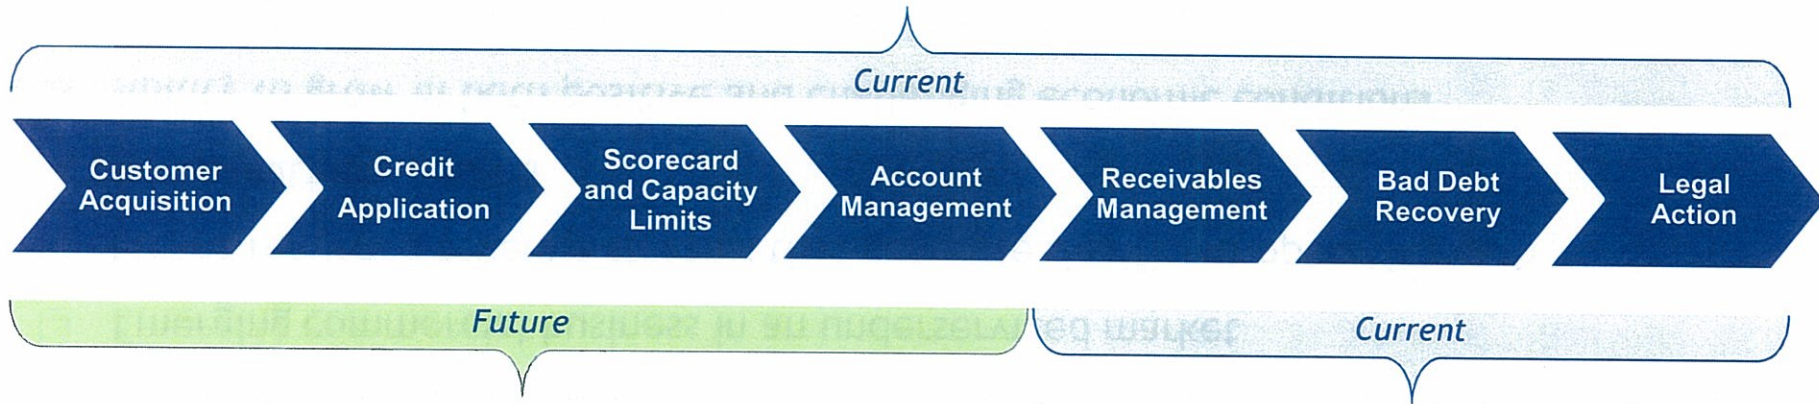 Current
Customer
Acquisition
Credit
Application
Scorecard
and Capacity
Limits
Account
Management
Receivables
Management
Bad Debt
Recovery
Legal
Action
Future
Current